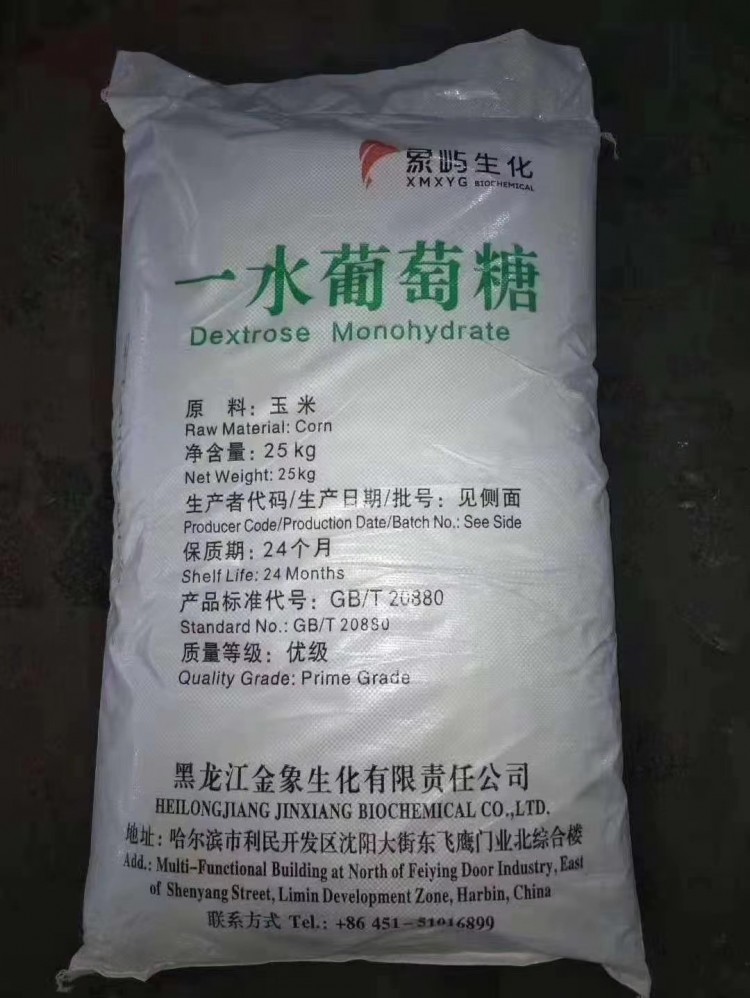 象屿生化
XMXYG BIOCHEMICAL
一水葡萄糖
Dextrose Monohydrate
原 料：玉米
Raw Material: Corn
净含量：25 kg
Net Weight: 25kg
生产者代码/生产日期/批号：见侧面
Producer Code/Production Date/Batch No.: See Side
保质期：24个月
Shelf Life: 24 Months
产品标准代号：GB/T 20880
Standard No.: GB/T 20880
质量等级：优级
Quality Grade: Prime Grade
黑龙江金象生化有限责任公司
HEILONGJIANG JINXIANG BIOCHEMICAL CO.,LTD.
地址：哈尔滨市利民开发区沈阳大街东飞鹰门业北综合楼
Add.: Multi-Functional Building at North of Feiying Door Industry, East
of Shenyang Street, Limin Development Zone, Harbin, China
联系方式 Tel.: +86 451-51016899